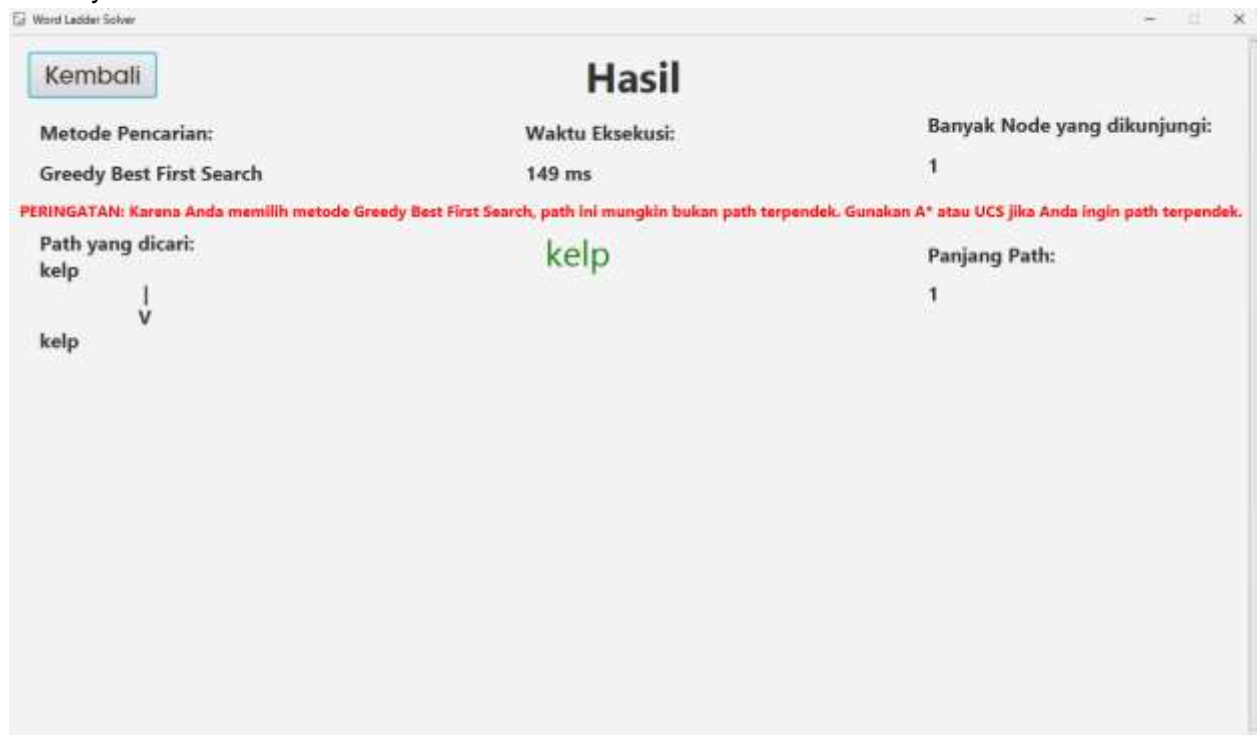 Word Ladder Solver
Kembali
Hasil
Metode Pencarian:
Waktu Eksekusi:
Banyak Node yang dikunjungi:
Greedy Best First Search
149 ms
1
PERINGATAN: Karena Anda memilih metode Greedy Best First Search, path ini mungkin bukan path terpendek. Gunakan A* atau UCS jika Anda ingin path terpendek.
Path yang dicari:
kelp
|
V
kelp
kelp
Panjang Path:
1